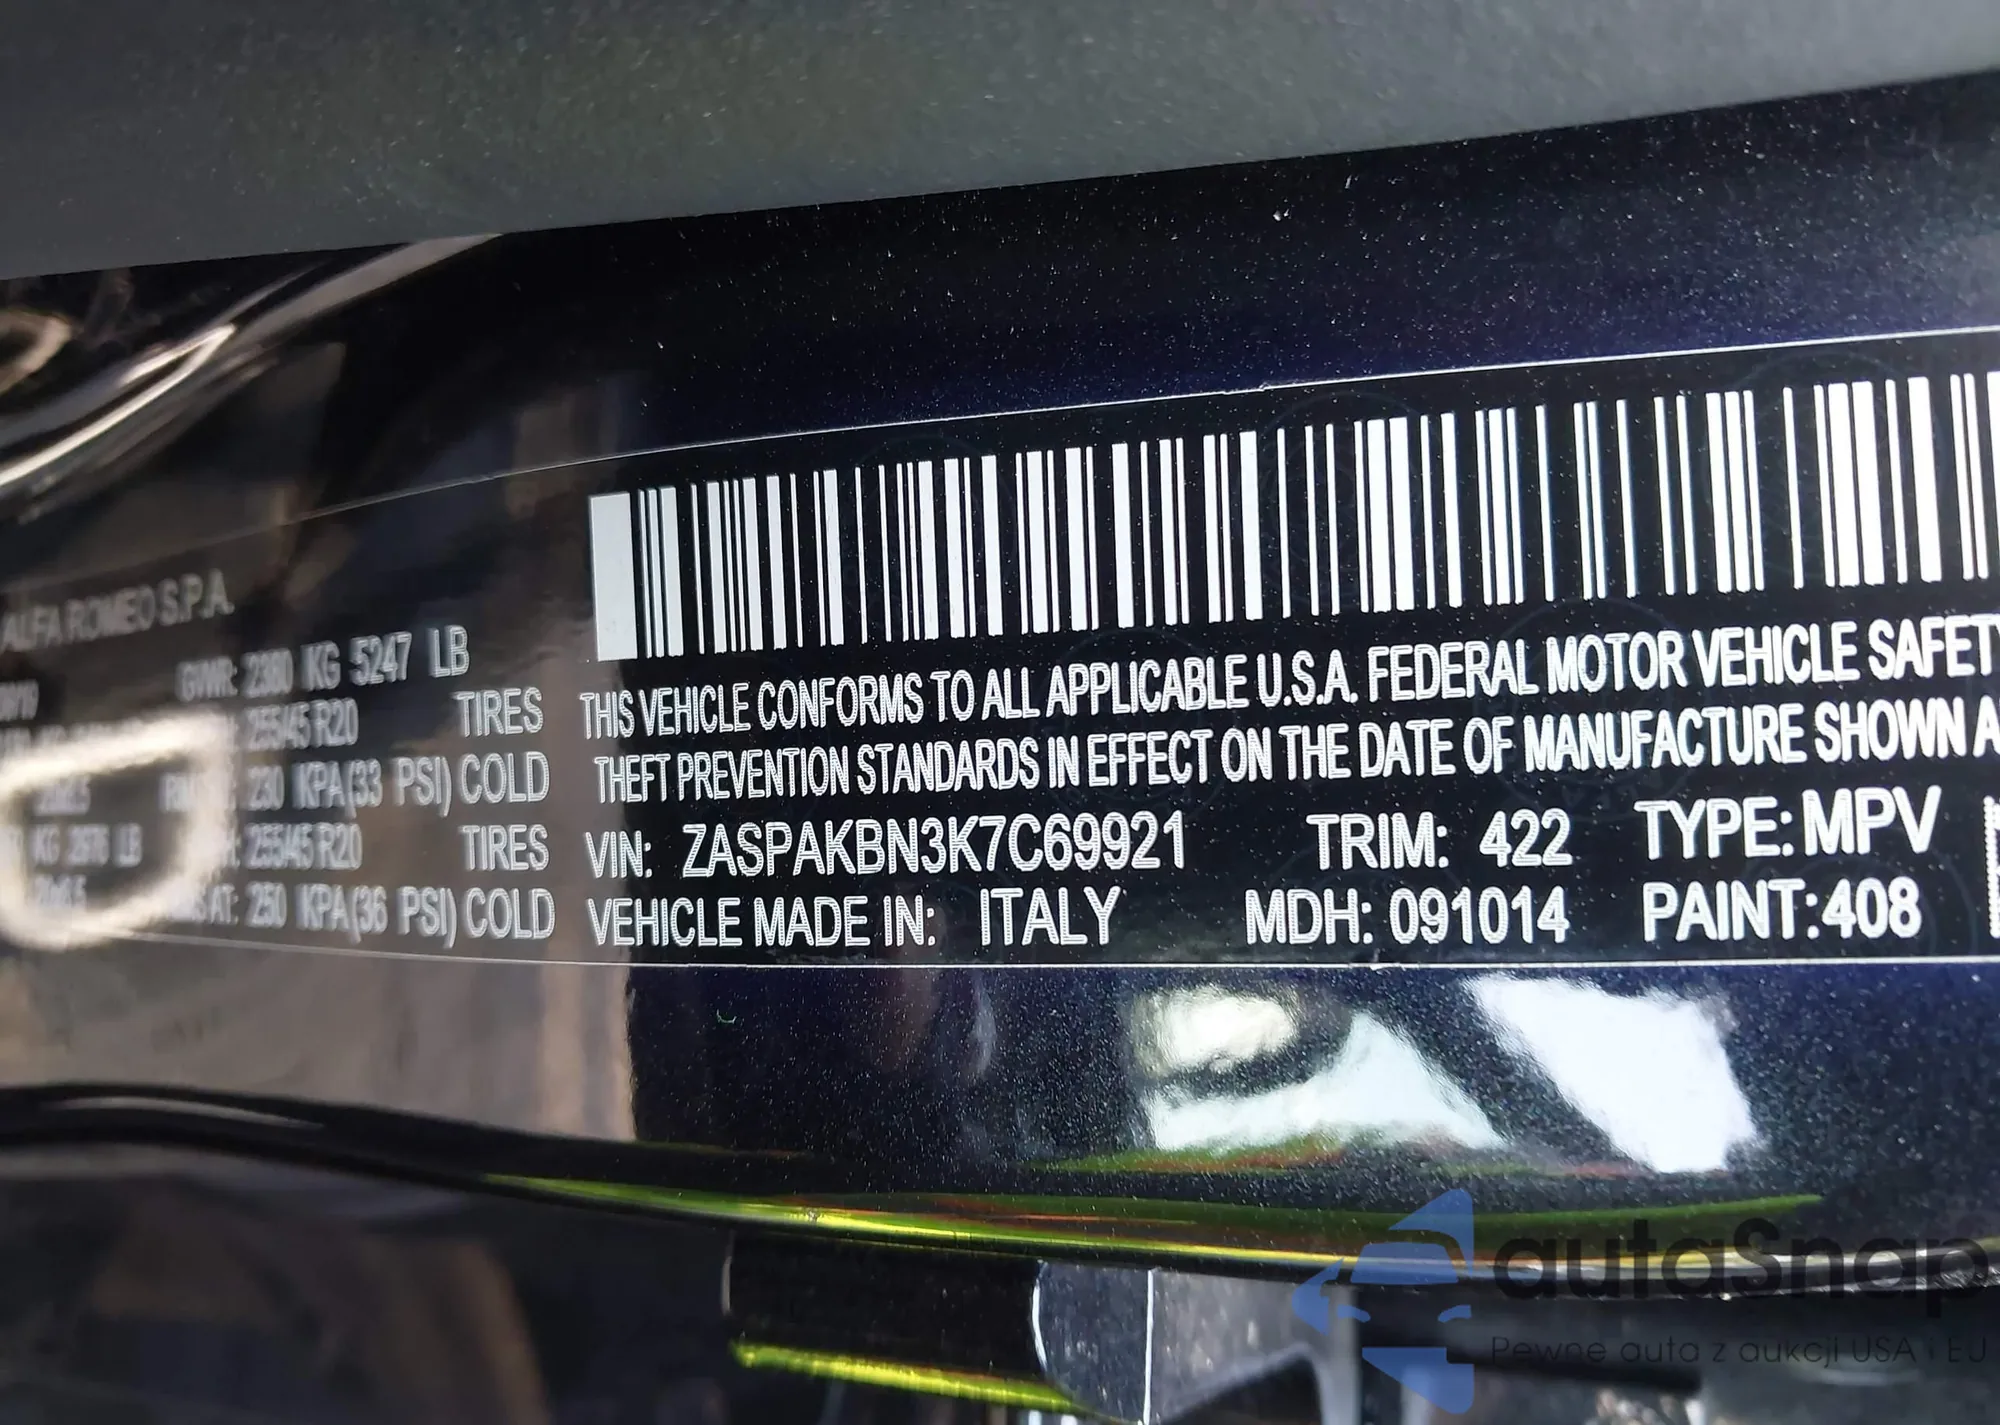 ALFA ROMEO S.P.A.
GVWR: 2380 KG 5247 LB
255/45 R20 TIRES
230 KPA(33 PSI) COLD
KG 2976 LB 255/45 R20 TIRES
AT: 250 KPA(36 PSI) COLD
THIS VEHICLE CONFORMS TO ALL APPLICABLE U.S.A. FEDERAL MOTOR VEHICLE SAFETY
THEFT PREVENTION STANDARDS IN EFFECT ON THE DATE OF MANUFACTURE SHOWN A
VIN: ZASPAKBN3K7C69921 TRIM: 422 TYPE: MPV
VEHICLE MADE IN: ITALY MDH: 091014 PAINT: 408
autaSnap
Pewne auta z aukcji USA i EU